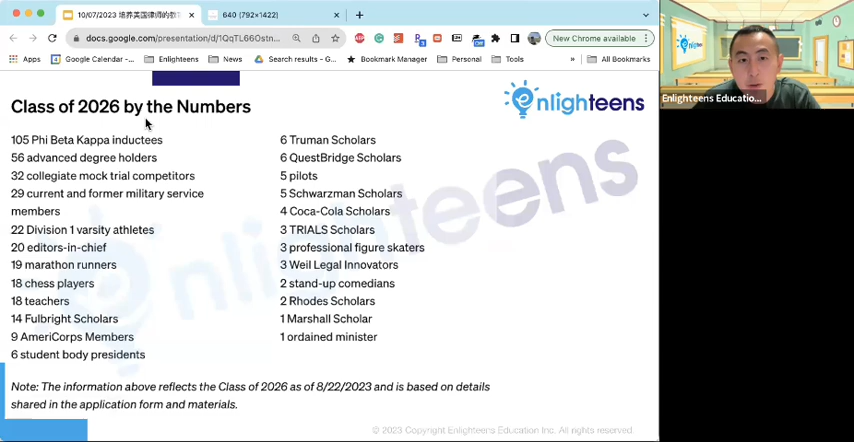 10/07/2023 培养美国律师的教
640 (792×1422)
docs.google.com/presentation/d/1QqTL66Ostn...
New Chrome available
Apps
Google Calendar -...
Enlighteens
News
Search results - G...
Bookmark Manager
Personal
Tools
»
All Bookmarks
Enlighteens Educatio...
Class of 2026 by the Numbers
enlighteens
105 Phi Beta Kappa inductees
56 advanced degree holders
32 collegiate mock trial competitors
29 current and former military service
members
22 Division 1 varsity athletes
20 editors-in-chief
19 marathon runners
18 chess players
18 teachers
14 Fulbright Scholars
9 AmeriCorps Members
6 student body presidents
6 Truman Scholars
6 QuestBridge Scholars
5 pilots
5 Schwarzman Scholars
4 Coca-Cola Scholars
3 TRIALS Scholars
3 professional figure skaters
3 Weil Legal Innovators
2 stand-up comedians
2 Rhodes Scholars
1 Marshall Scholar
1 ordained minister
enlighteens
Note: The information above reflects the Class of 2026 as of 8/22/2023 and is based on details
shared in the application form and materials.
© 2023 Copyright Enlighteens Education Inc. All rights reserved.